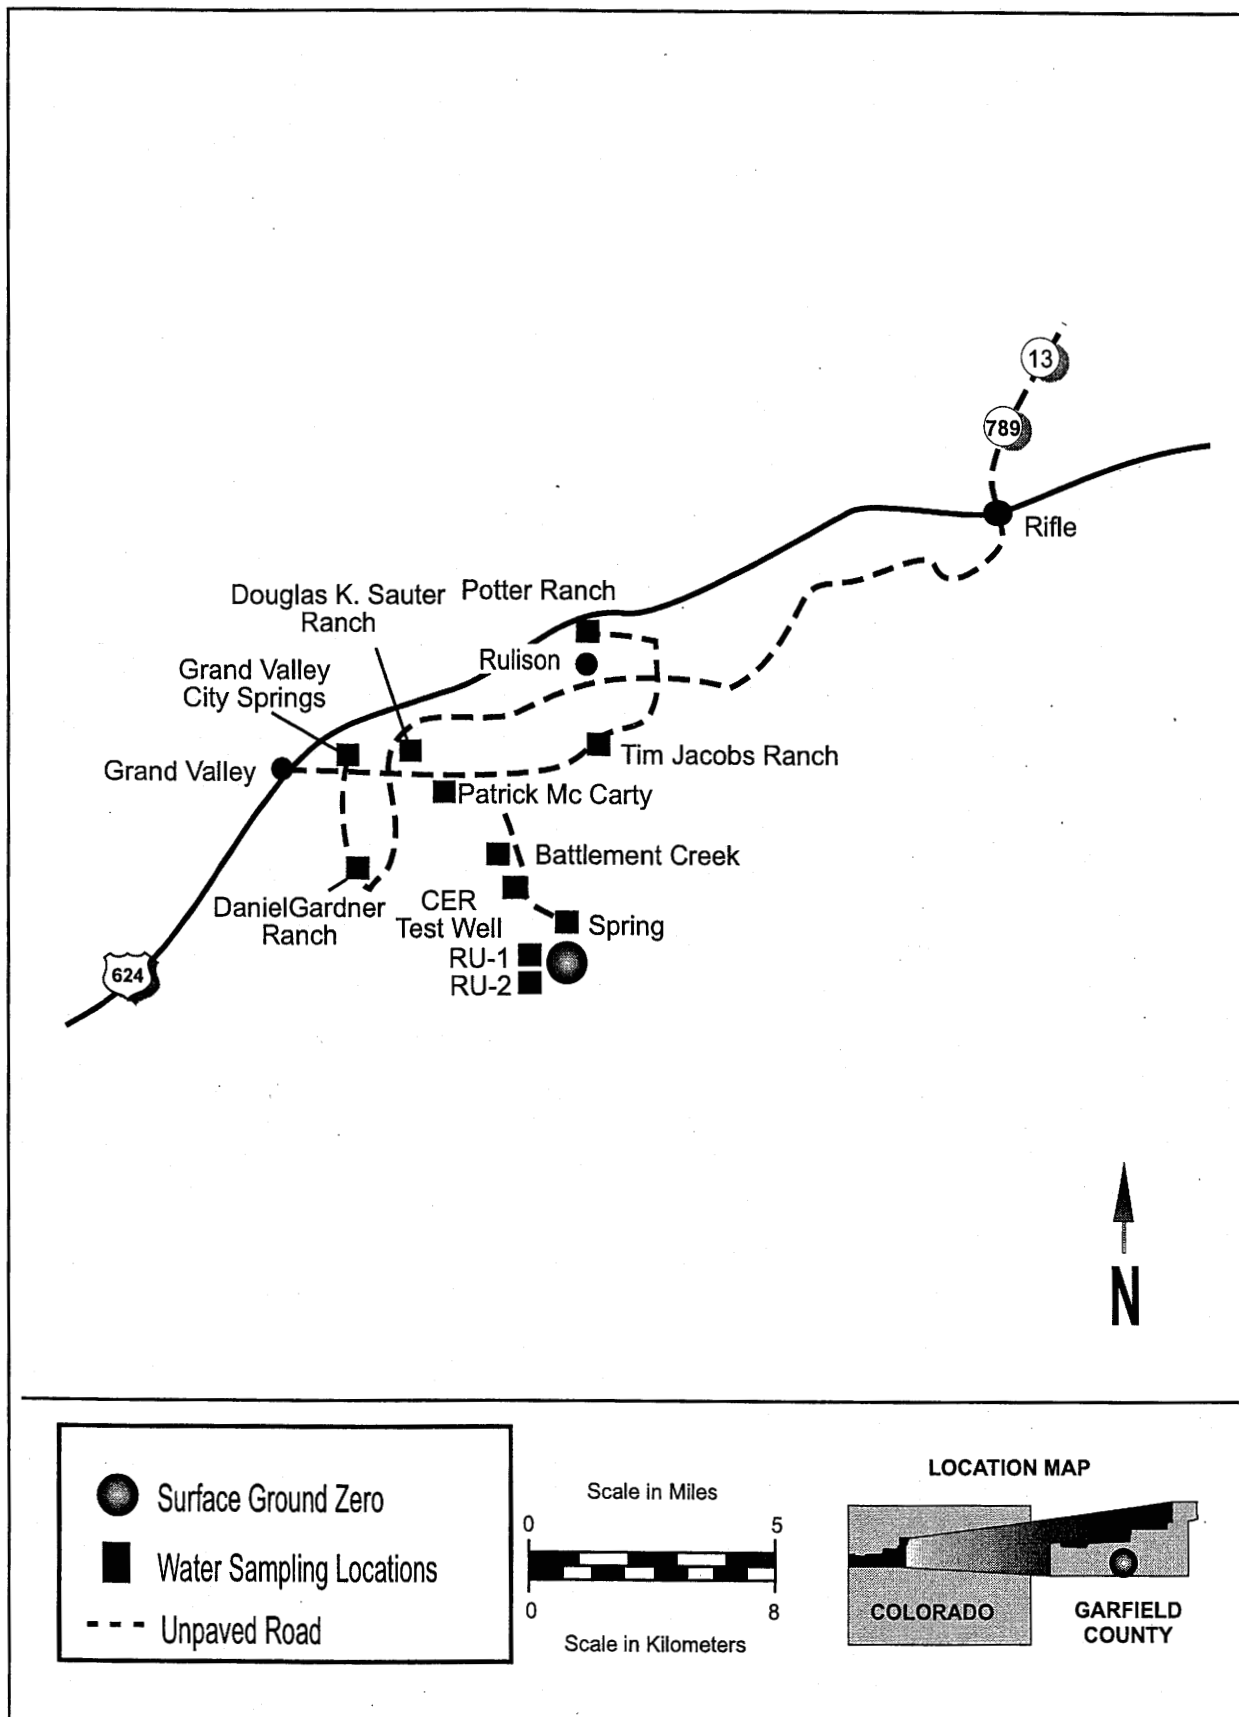 13
789
Rifle
Douglas K. Sauter
Ranch
Potter Ranch
Rulison
Grand Valley
City Springs
Grand Valley
Tim Jacobs Ranch
Patrick Mc Carty
Battlement Creek
DanielGardner
Ranch
CER
Test Well
Spring
RU-1
RU-2
624
N
Surface Ground Zero
Water Sampling Locations
Unpaved Road
Scale in Miles
0 5
0 8
Scale in Kilometers
LOCATION MAP
COLORADO
GARFIELD
COUNTY